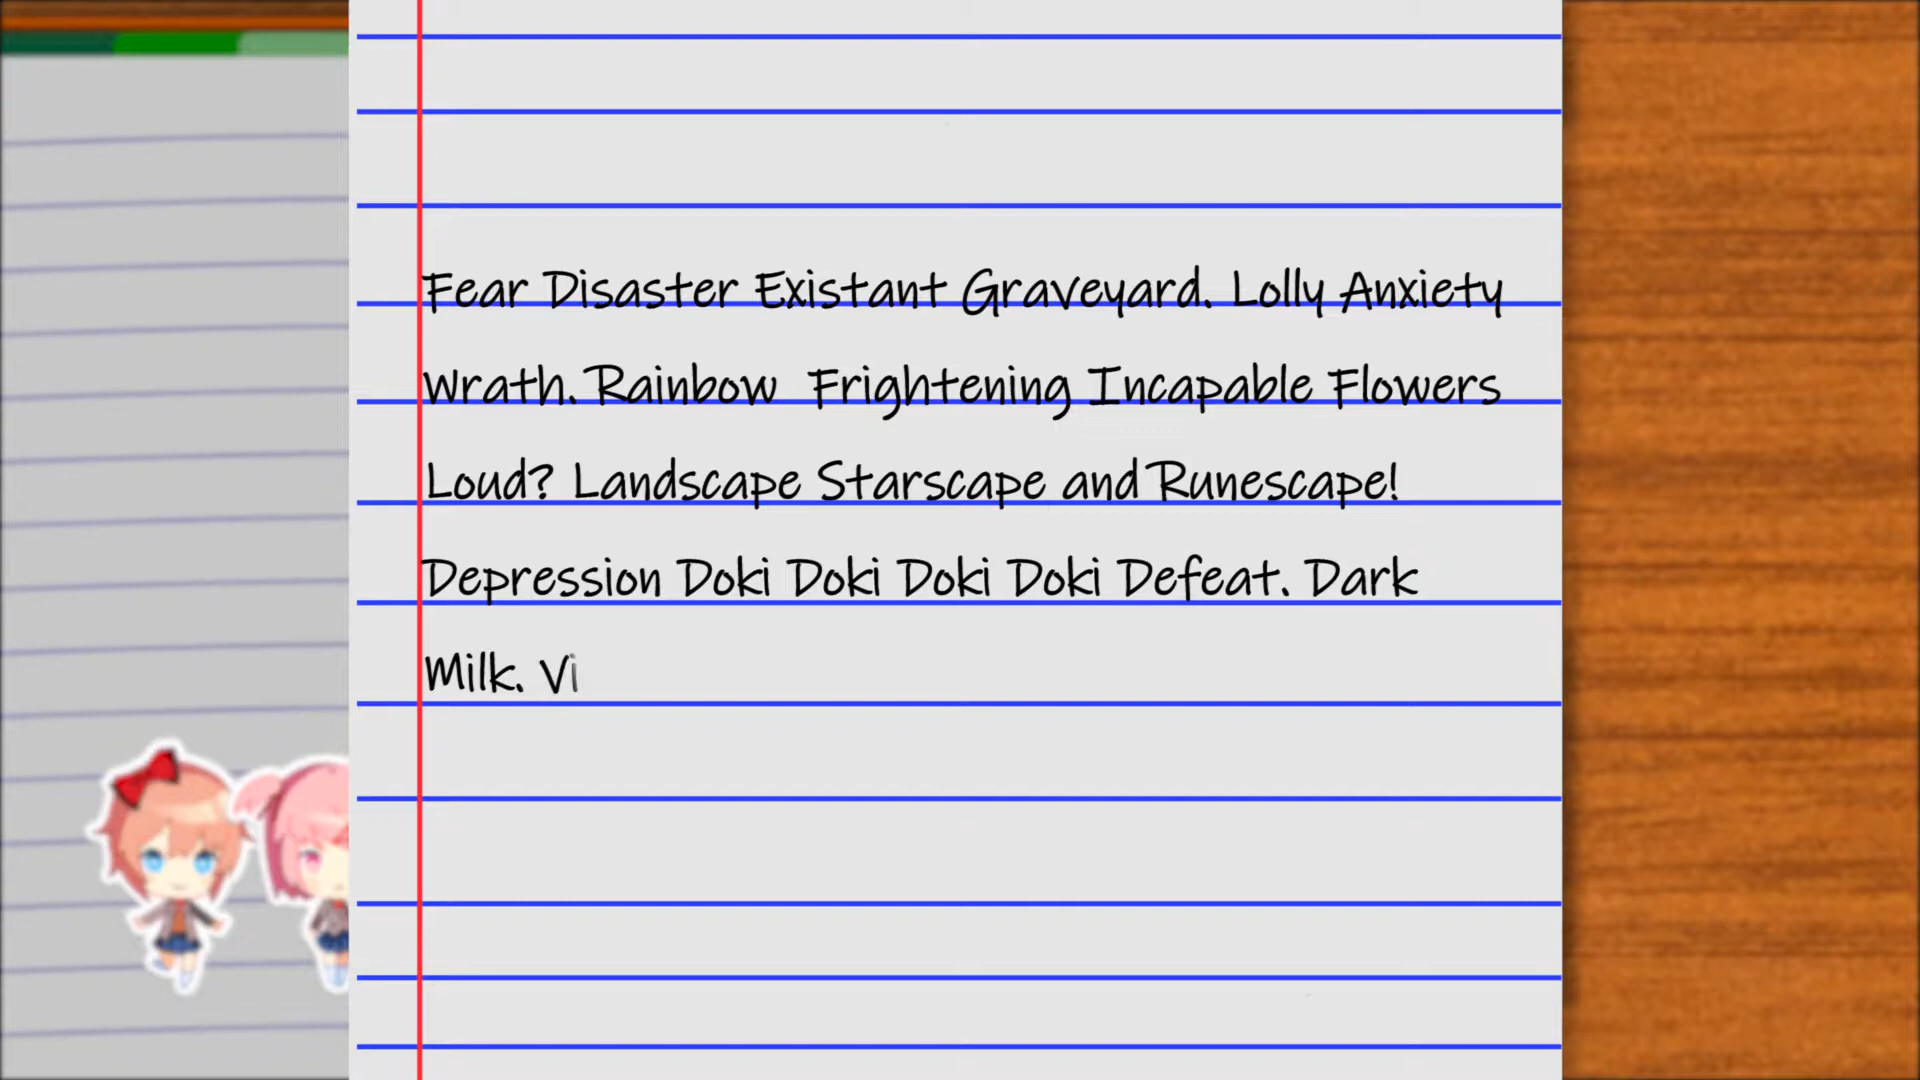 Fear Disaster Existant Graveyard. Lolly Anxiety
Wrath. Rainbow  Frightening Incapable Flowers
Loud? Landscape Starscape and Runescape!
Depression Doki Doki Doki Doki Defeat. Dark
Milk. Vi